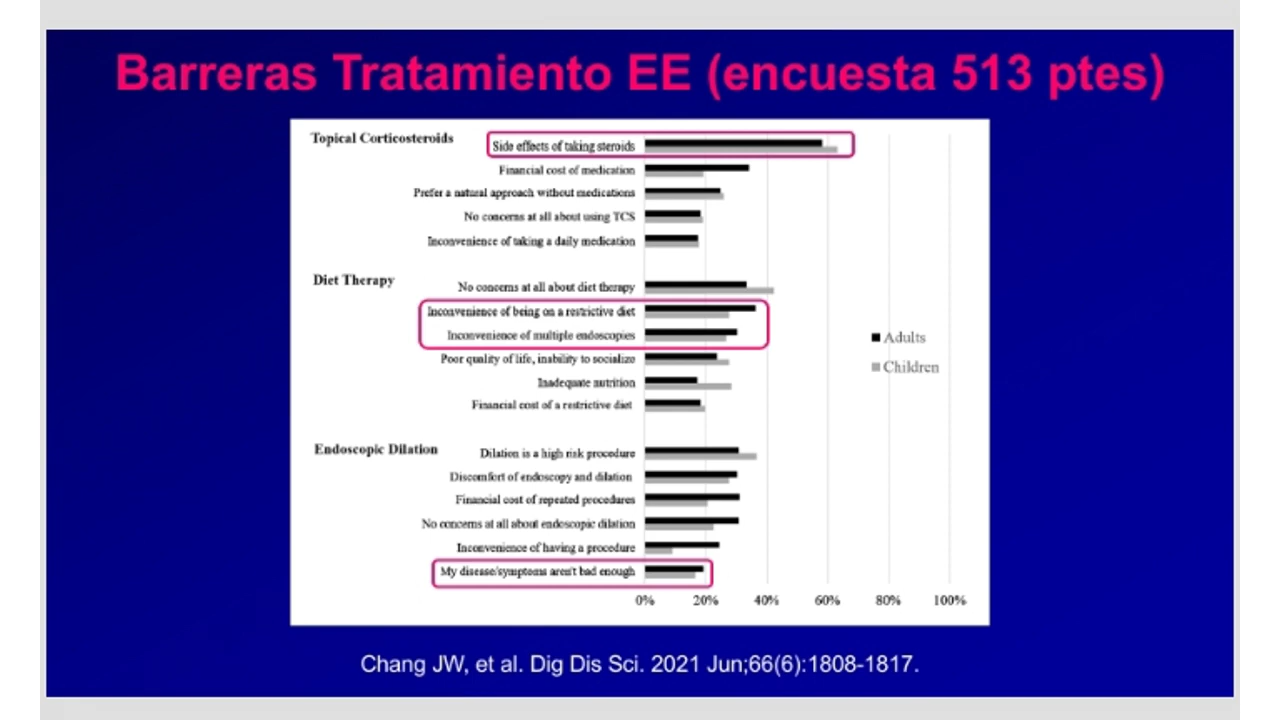 Barreras Tratamiento EE (encuesta 513 ptes)
Topical Corticosteroids
Side effects of taking steroids
Financial cost of medication
Prefer a natural approach without medications
No concerns at all about using TCS
Inconvenience of taking a daily medication
Diet Therapy
No concerns at all about diet therapy
Inconvenience of being on a restrictive diet
Inconvenience of multiple endoscopies
Poor quality of life, inability to socialize
Inadequate nutrition
Financial cost of a restrictive diet
Adults
Children
Endoscopic Dilation
Dilation is a high risk procedure
Discomfort of endoscopy and dilation
Financial cost of repeated procedures
No concerns at all about endoscopic dilation
Inconvenience of having a procedure
My disease/symptoms aren't bad enough
0% 20% 40% 60% 80% 100%
Chang JW, et al. Dig Dis Sci. 2021 Jun;66(6):1808-1817.